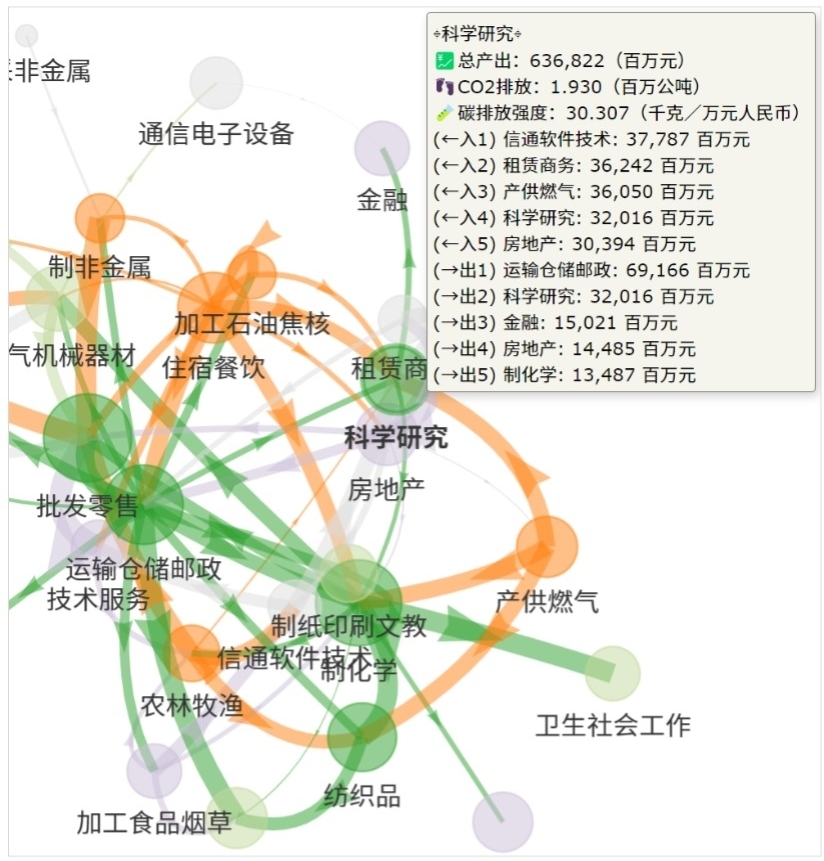 ÷科学研究÷
总产出：636,822（百万元）
CO2排放：1.930（百万公吨）
碳排放强度：30.307（千克／万元人民币）
(←入1) 信通软件技术: 37,787 百万元
(←入2) 租赁商务: 36,242 百万元
(←入3) 产供燃气: 36,050 百万元
(←入4) 科学研究: 32,016 百万元
(←入5) 房地产: 30,394 百万元
(→出1) 运输仓储邮政: 69,166 百万元
(→出2) 科学研究: 32,016 百万元
(→出3) 金融: 15,021 百万元
(→出4) 房地产: 14,485 百万元
(→出5) 制化学: 13,487 百万元
非金属
通信电子设备
金融
制非金属
加工石油焦核
气机械器材
住宿餐饮
租赁商
科学研究
房地产
批发零售
运输仓储邮政
技术服务
产供燃气
制纸印刷文教
信通软件技术
制化学
农林牧渔
卫生社会工作
纺织品
加工食品烟草